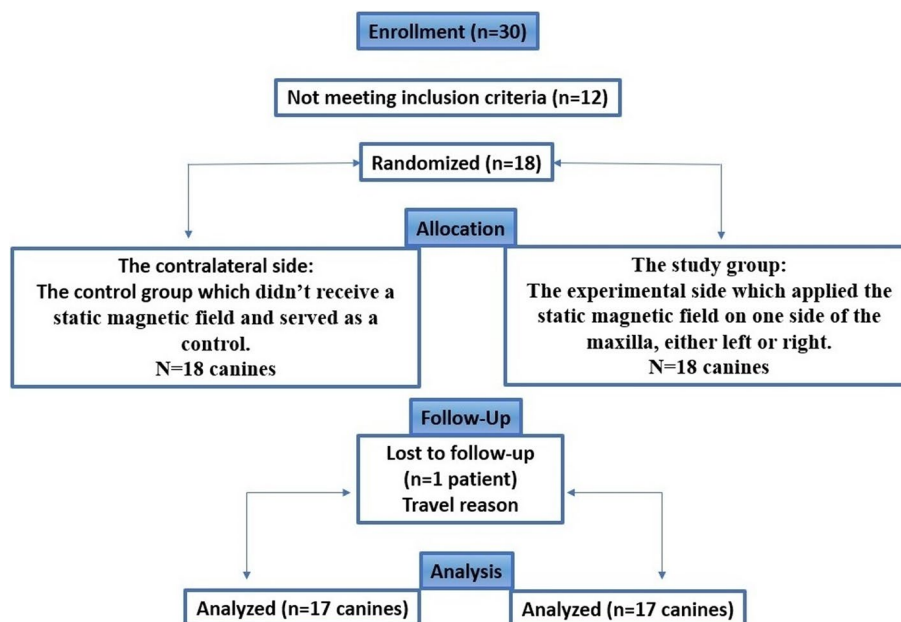 Enrollment (n=30)
Not meeting inclusion criteria (n=12)
Randomized (n=18)
Allocation
The contralateral side:
The control group which didn’t receive a
static magnetic field and served as a
control.
N=18 canines
The study group:
The experimental side which applied the
static magnetic field on one side of the
maxilla, either left or right.
N=18 canines
Follow-Up
Lost to follow-up
(n=1 patient)
Travel reason
Analysis
Analyzed (n=17 canines)
Analyzed (n=17 canines)